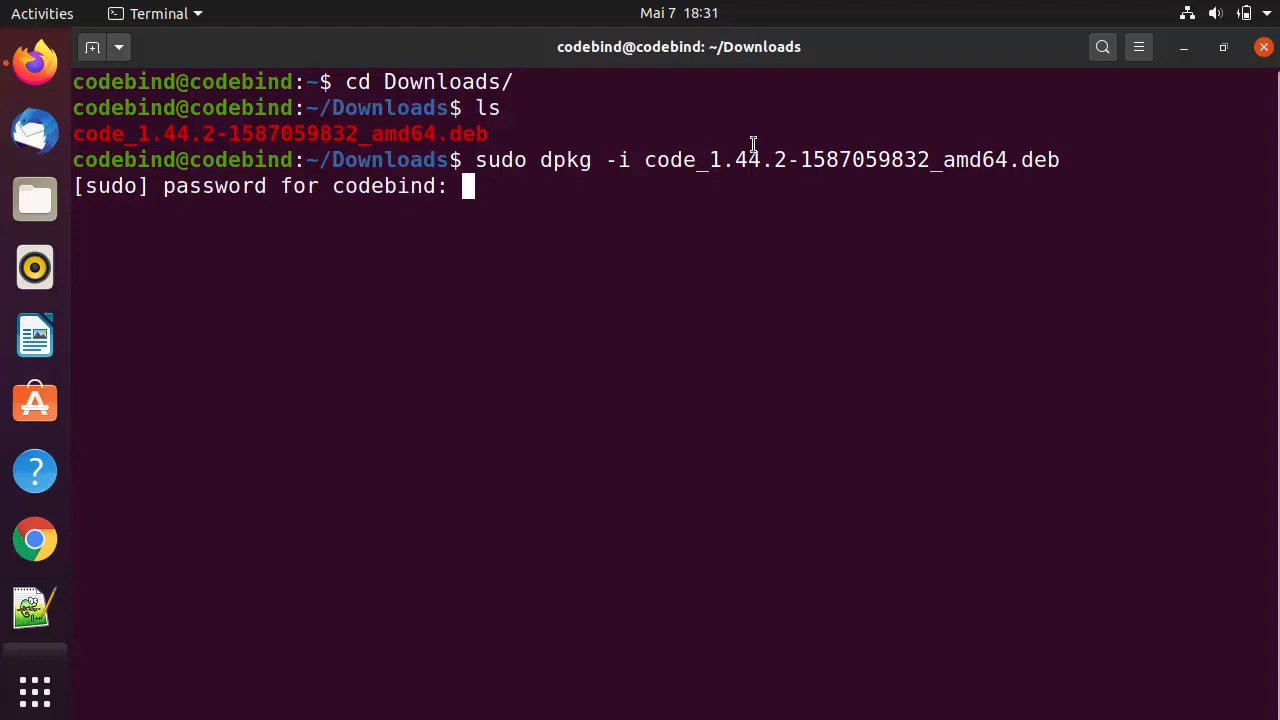 Activities Terminal Mai 7 18:31
codebind@codebind: ~/Downloads
codebind@codebind:~$ cd Downloads/
codebind@codebind:~/Downloads$ ls
code_1.44.2-1587059832_amd64.deb
codebind@codebind:~/Downloads$ sudo dpkg -i code_1.44.2-1587059832_amd64.deb
[sudo] password for codebind: